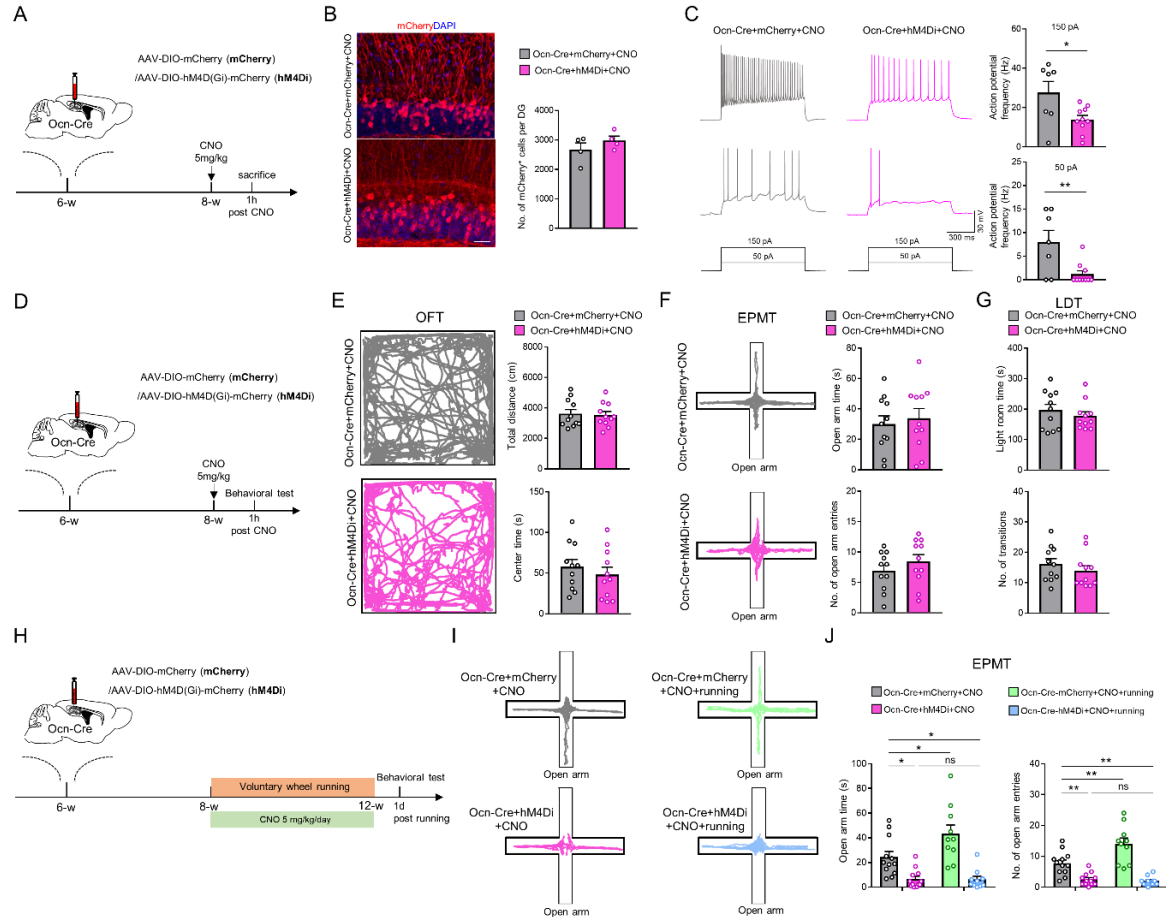 A
AAV-DIO-mCherry (mCherry)
/AAV-DIO-hM4D(Gi)-mCherry (hM4Di)
Ocn-Cre
CNO
5mg/kg
sacrifice
6-w
8-w
1h
post CNO
B
mCherryDAPI
Ocn-Cre+mCherry+CNO
Ocn-Cre+hM4Di+CNO
Ocn-Cre+mCherry+CNO
Ocn-Cre+hM4Di+CNO
No. of mCherry+ cells per DG
4000
3000
2000
1000
0
C
Ocn-Cre+mCherry+CNO
Ocn-Cre+hM4Di+CNO
30 mV
300 ms
150 pA
50 pA
150 pA
50 pA
150 pA
Action potential
frequency (Hz)
60
40
20
0
*
50 pA
Action potential
frequency (Hz)
25
20
15
10
5
0
**
D
AAV-DIO-mCherry (mCherry)
/AAV-DIO-hM4D(Gi)-mCherry (hM4Di)
Ocn-Cre
CNO
5mg/kg
Behavioral test
6-w
8-w
1h
post CNO
E
OFT
Ocn-Cre+mCherry+CNO
Ocn-Cre+hM4Di+CNO
Ocn-Cre+mCherry+CNO
Ocn-Cre+hM4Di+CNO
Total distance (cm)
8000
6000
4000
2000
0
Center time (s)
150
100
50
0
F
EPMT
Ocn-Cre+mCherry+CNO
Ocn-Cre+hM4Di+CNO
Ocn-Cre+mCherry+CNO
Open arm
Ocn-Cre+hM4Di+CNO
Open arm
Open arm time (s)
80
60
40
20
0
No. of open arm entries
20
15
10
5
0
G
LDT
Ocn-Cre+mCherry+CNO
Ocn-Cre+hM4Di+CNO
Light room time (s)
400
300
200
100
0
No. of transitions
40
30
20
10
0
H
AAV-DIO-mCherry (mCherry)
/AAV-DIO-hM4D(Gi)-mCherry (hM4Di)
Ocn-Cre
Voluntary wheel running
CNO 5 mg/kg/day
Behavioral test
6-w
8-w
12-w
1d
post running
I
Ocn-Cre+mCherry
+CNO
Open arm
Ocn-Cre+mCherry
+CNO+running
Open arm
Ocn-Cre+hM4Di
+CNO
Open arm
Ocn-Cre+hM4Di
+CNO+running
Open arm
J
EPMT
Ocn-Cre+mCherry+CNO
Ocn-Cre+hM4Di+CNO
Ocn-Cre-mCherry+CNO+running
Ocn-Cre-hM4Di+CNO+running
Open arm time (s)
100
80
60
40
20
0
*
*
*
ns
No. of open arm entries
40
30
20
10
0
**
**
**
ns